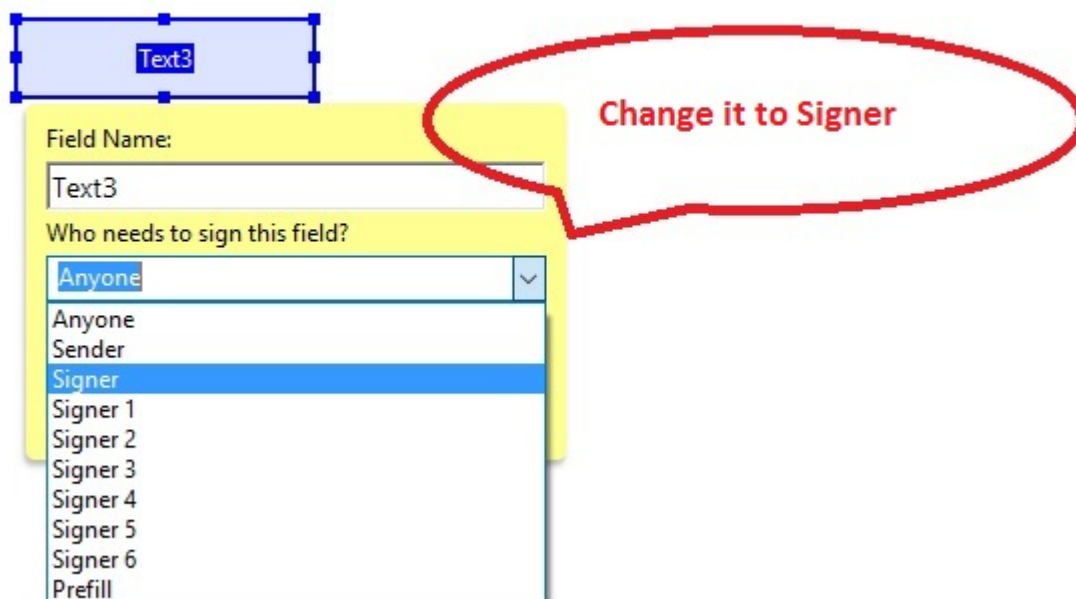 Text3
Change it to Signer
Field Name:
Text3
Who needs to sign this field?
Anyone
Anyone
Sender
Signer
Signer 1
Signer 2
Signer 3
Signer 4
Signer 5
Signer 6
Prefill